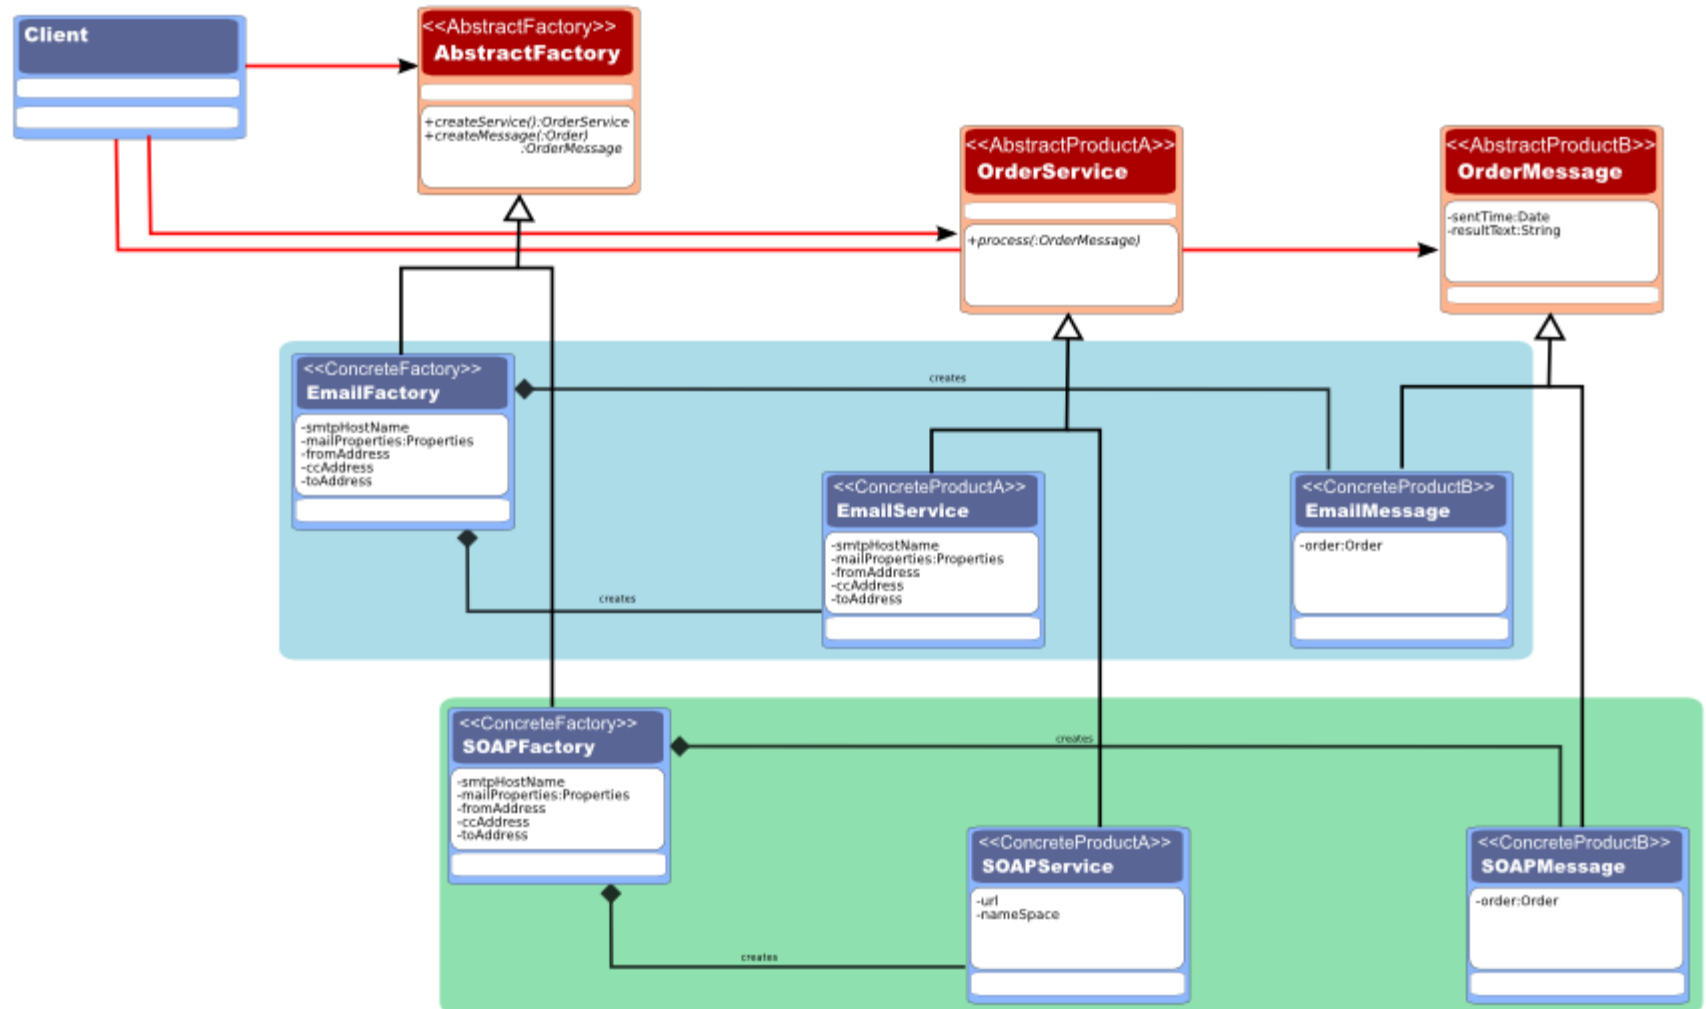 Client
<<AbstractFactory>>
AbstractFactory
+createService():OrderService
+createMessage(:Order)
:OrderMessage
<<AbstractProductA>>
OrderService
+process(:OrderMessage)
<<AbstractProductB>>
OrderMessage
-sentTime:Date
-resultText:String
<<ConcreteFactory>>
EmailFactory
-smtpHostName
-mailProperties:Properties
-fromAddress
-ccAddress
-toAddress
creates
creates
<<ConcreteProductA>>
EmailService
-smtpHostName
-mailProperties:Properties
-fromAddress
-ccAddress
-toAddress
<<ConcreteProductB>>
EmailMessage
-order:Order
<<ConcreteFactory>>
SOAPFactory
-smtpHostName
-mailProperties:Properties
-fromAddress
-ccAddress
-toAddress
creates
creates
<<ConcreteProductA>>
SOAPService
-url
-nameSpace
<<ConcreteProductB>>
SOAPMessage
-order:Order